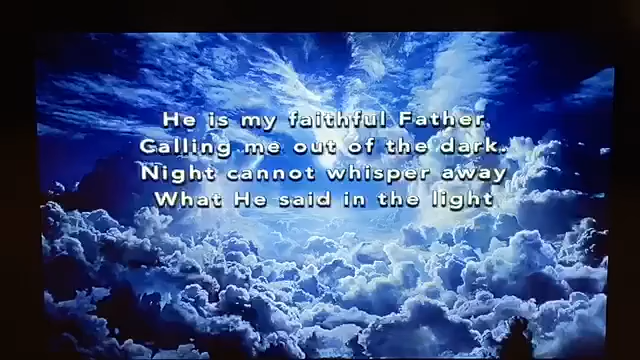 He is my faithful Father,
Calling me out of the dark.
Night cannot whisper away
What He said in the light